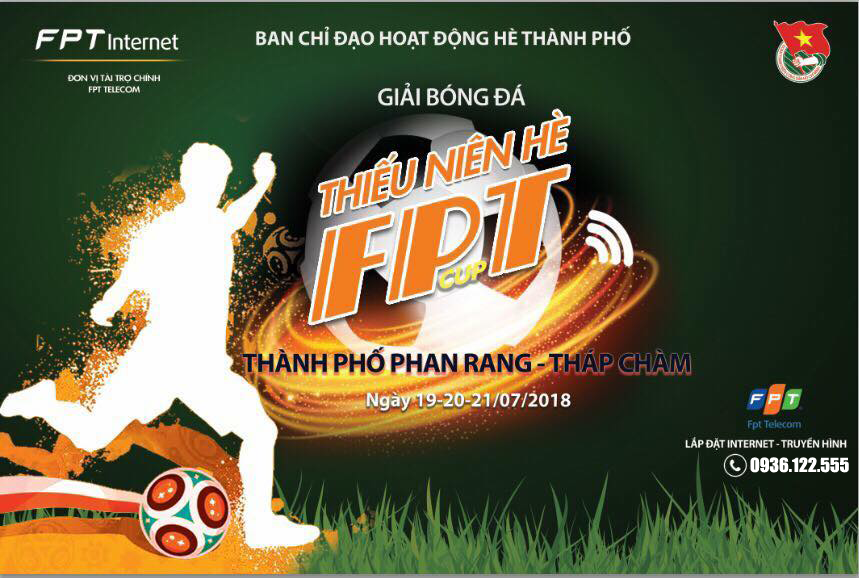 FPT Internet
ĐƠN VỊ TÀI TRỢ CHÍNH
FPT TELECOM
BAN CHỈ ĐẠO HOẠT ĐỘNG HÈ THÀNH PHỐ
GIẢI BÓNG ĐÁ
THIẾU NIÊN HÈ
FPT
CUP
THÀNH PHỐ PHAN RANG - THÁP CHÀM
Ngày 19-20-21/07/2018
FPT
Fpt Telecom
LẮP ĐẶT INTERNET - TRUYỀN HÌNH
0936.122.555